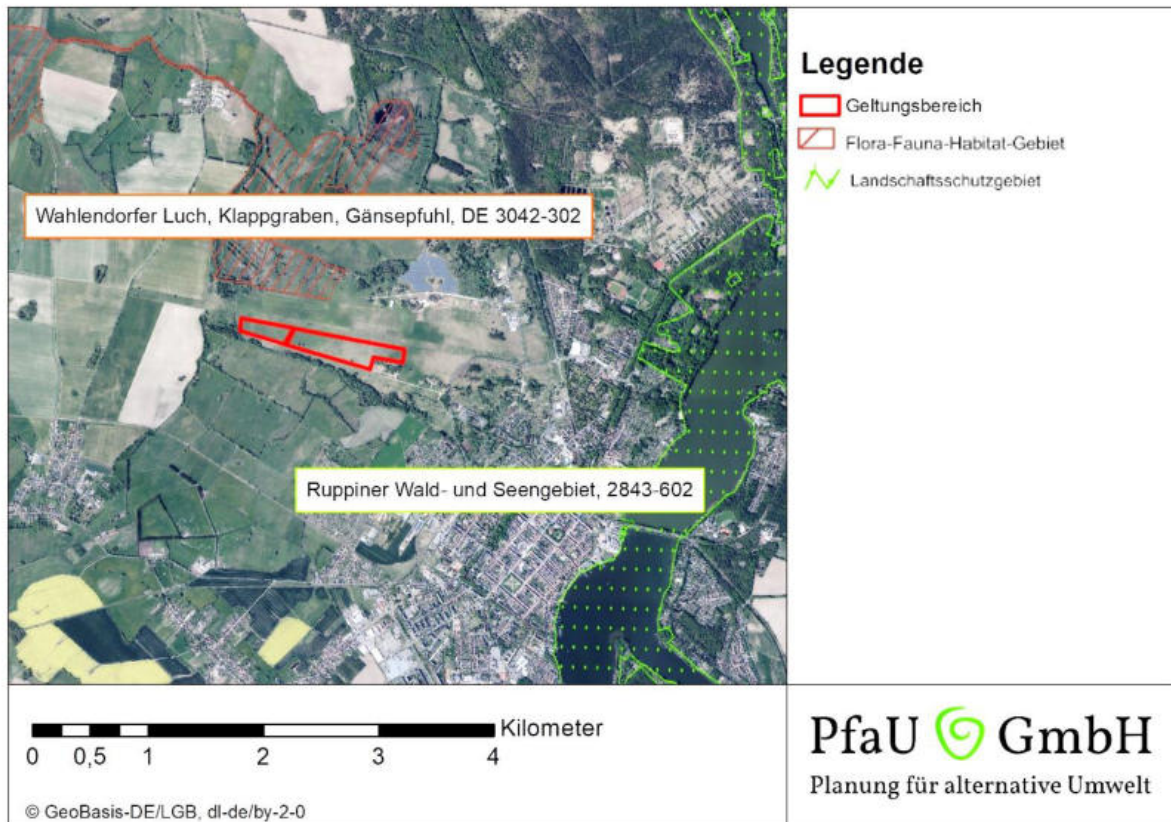 Legende
Geltungsbereich
Flora-Fauna-Habitat-Gebiet
Landschaftsschutzgebiet
Wahlendorfer Luch, Klappgraben, Gänsepfuhl, DE 3042-302
Ruppiner Wald- und Seengebiet, 2843-602
Kilometer
0 0,5 1 2 3 4
© GeoBasis-DE/LGB, dl-de/by-2-0
PfaU GmbH
Planung für alternative Umwelt